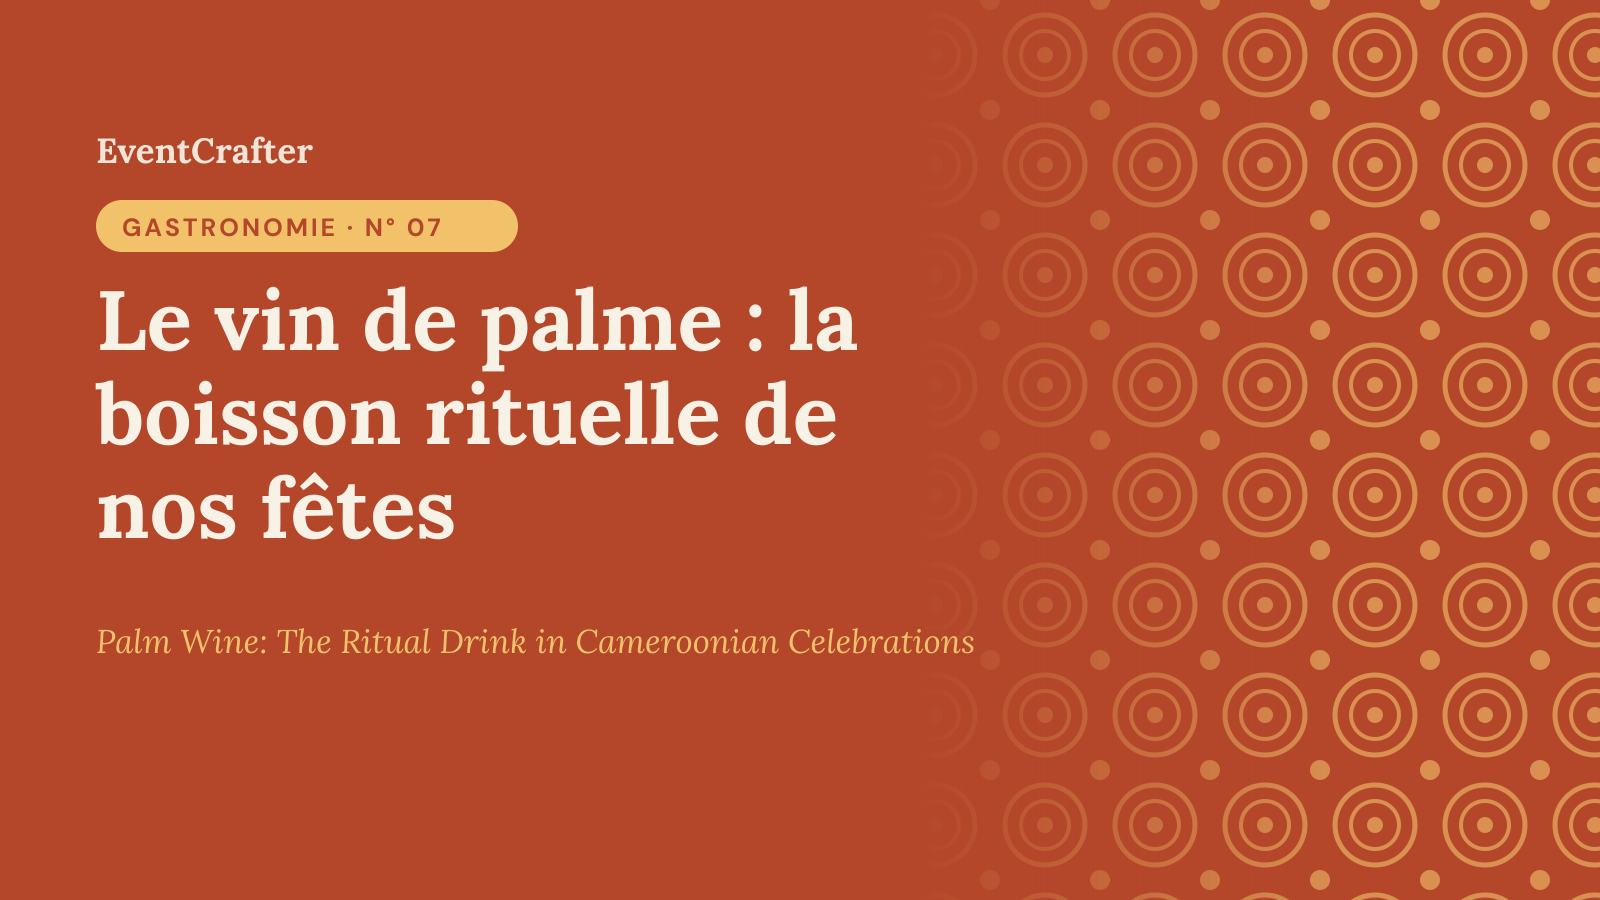 EventCrafter
GASTRONOMIE · N° 07
Le vin de palme : la
boisson rituelle de
nos fêtes
Palm Wine: The Ritual Drink in Cameroonian Celebrations